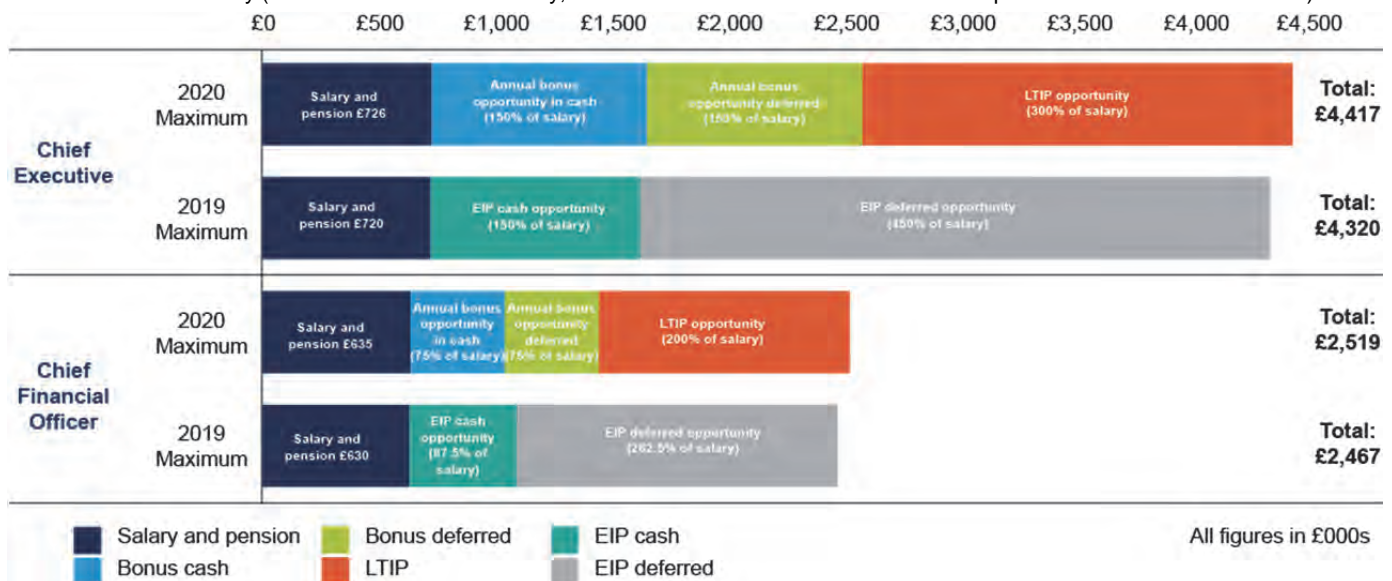 £0 £500 £1,000 £1,500 £2,000 £2,500 £3,000 £3,500 £4,000 £4,500
Chief
Executive
2020
Maximum
Salary and
pension £726
Annual bonus
opportunity in cash
(150% of salary)
Annual bonus
opportunity deferred
(150% of salary)
LTIP opportunity
(300% of salary)
Total:
£4,417
2019
Maximum
Salary and
pension £720
EIP cash opportunity
(150% of salary)
EIP deferred opportunity
(450% of salary)
Total:
£4,320
Chief
Financial
Officer
2020
Maximum
Salary and
pension £635
Annual bonus
opportunity
in cash
(75% of salary)
Annual bonus
opportunity
deferred
(75% of salary)
LTIP opportunity
(200% of salary)
Total:
£2,519
2019
Maximum
Salary and
pension £630
EIP cash
opportunity
(87.5% of
salary)
EIP deferred opportunity
(262.5% of salary)
Total:
£2,467
Salary and pension
Bonus deferred
EIP cash
All figures in £000s
Bonus cash
LTIP
EIP deferred